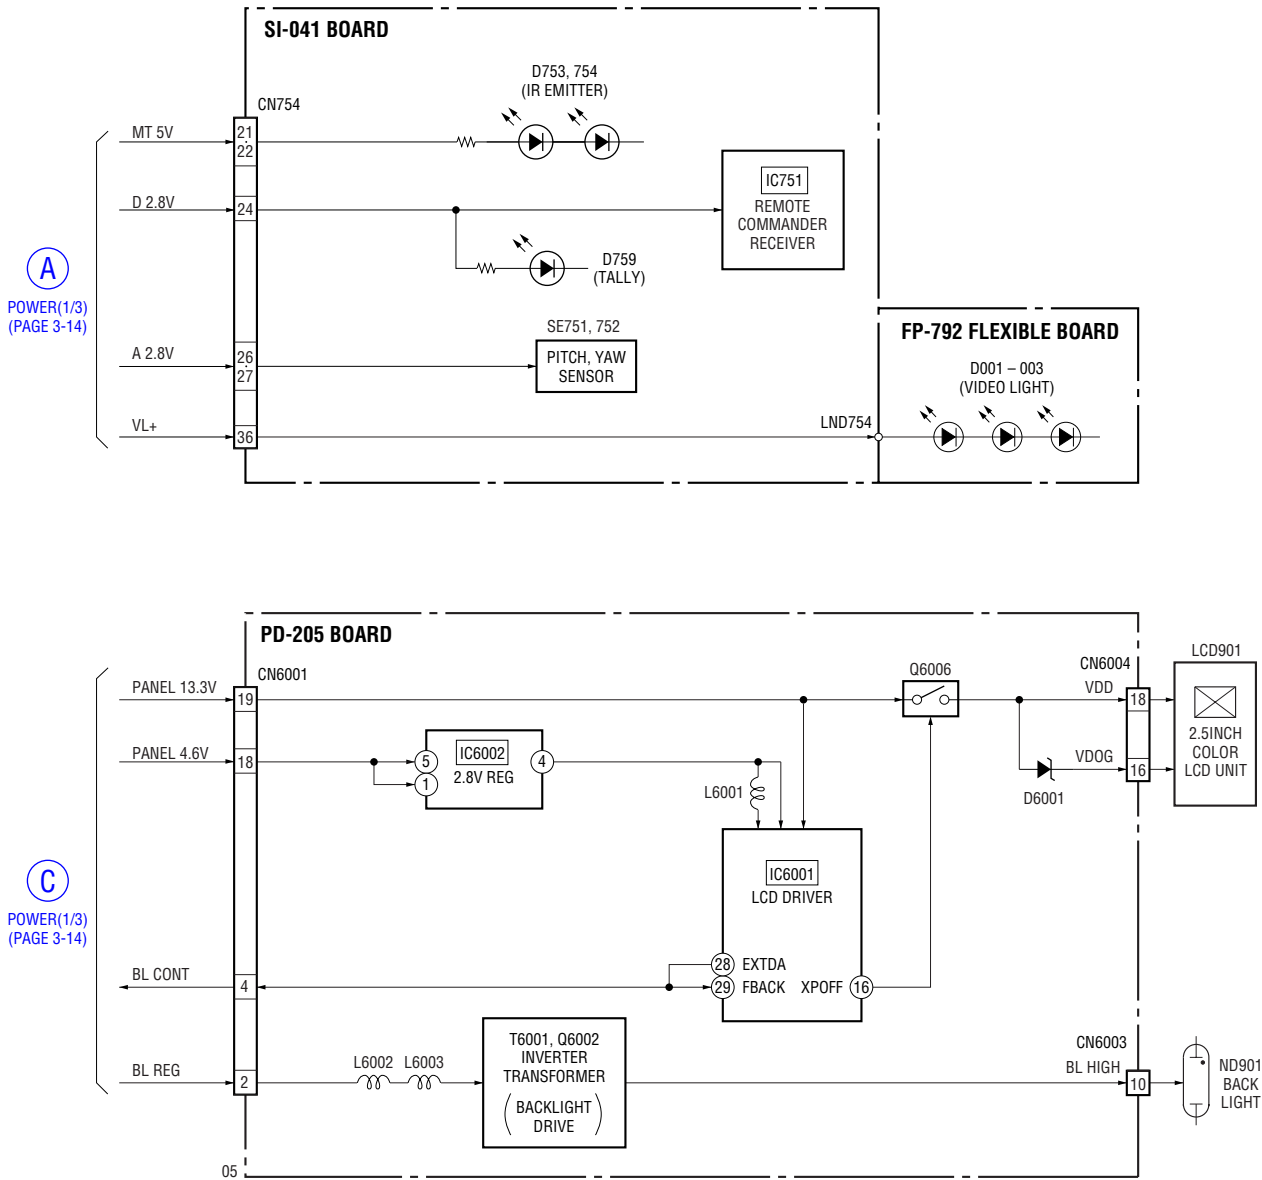 SI-041 BOARD
D753, 754
(IR EMITTER)
CN754
MT 5V
21
22
IC751
REMOTE
COMMANDER
RECEIVER
D 2.8V
24
D759
(TALLY)
A
POWER(1/3)
(PAGE 3-14)
SE751, 752
PITCH, YAW
SENSOR
A 2.8V
26
27
FP-792 FLEXIBLE BOARD
D001 – 003
(VIDEO LIGHT)
VL+
36
LND754
PD-205 BOARD
LCD901
CN6001
Q6006
CN6004
PANEL 13.3V
19
VDD
18
2.5INCH
COLOR
LCD UNIT
PANEL 4.6V
18
5
1
IC6002
2.8V REG
4
VDOG
16
L6001
D6001
IC6001
LCD DRIVER
C
POWER(1/3)
(PAGE 3-14)
28 EXTDA
BL CONT
4
29 FBACK
XPOFF 16
T6001, Q6002
INVERTER
TRANSFORMER
(BACKLIGHT
DRIVE)
CN6003
L6002 L6003
BL REG
2
BL HIGH
10
ND901
BACK
LIGHT
05